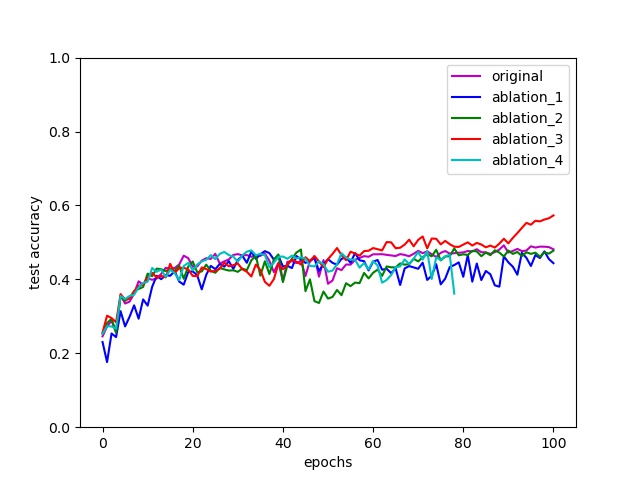 1.0
0.8
0.6
0.4
0.2
0.0
test accuracy
original
ablation_1
ablation_2
ablation_3
ablation_4
0 20 40 60 80 100
epochs